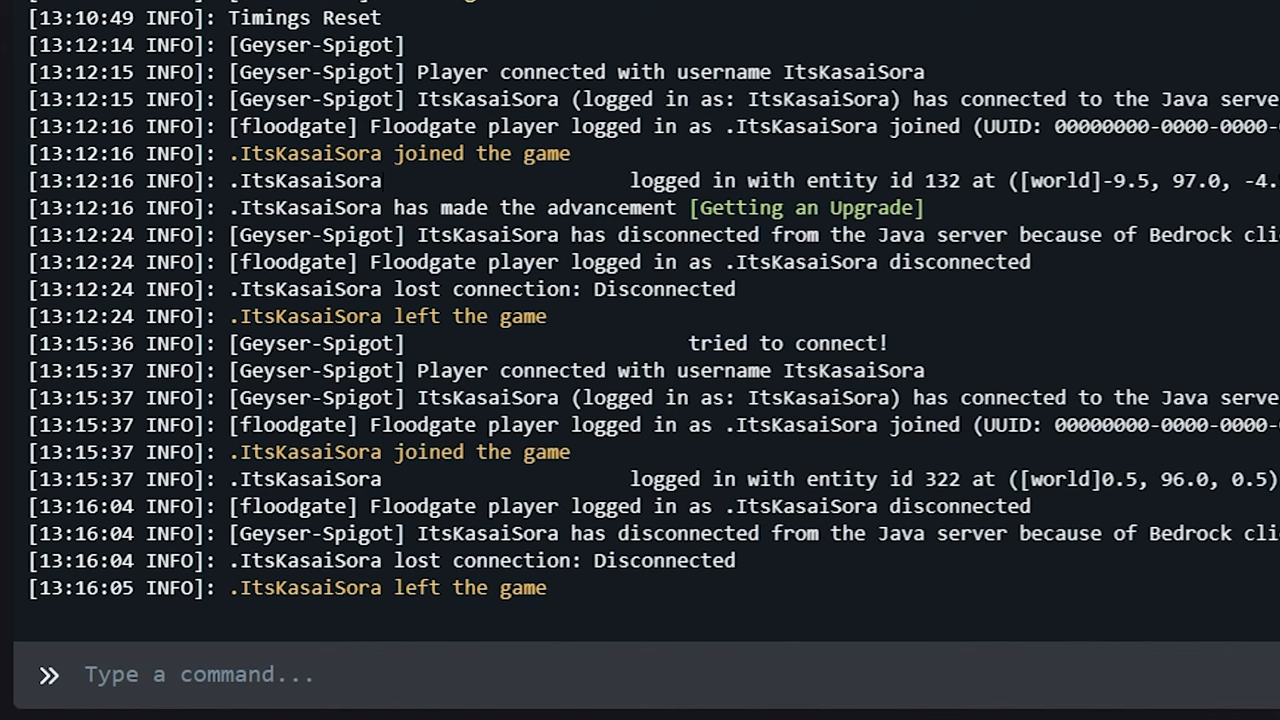 [13:10:49 INFO]: Timings Reset
[13:12:14 INFO]: [Geyser-Spigot]
[13:12:15 INFO]: [Geyser-Spigot] Player connected with username ItsKasaiSora
[13:12:15 INFO]: [Geyser-Spigot] ItsKasaiSora (logged in as: ItsKasaiSora) has connected to the Java serve
[13:12:16 INFO]: [floodgate] Floodgate player logged in as .ItsKasaiSora joined (UUID: 00000000-0000-0000-
[13:12:16 INFO]: .ItsKasaiSora joined the game
[13:12:16 INFO]: .ItsKasaiSora logged in with entity id 132 at ([world]-9.5, 97.0, -4.
[13:12:16 INFO]: .ItsKasaiSora has made the advancement [Getting an Upgrade]
[13:12:24 INFO]: [Geyser-Spigot] ItsKasaiSora has disconnected from the Java server because of Bedrock cli
[13:12:24 INFO]: [floodgate] Floodgate player logged in as .ItsKasaiSora disconnected
[13:12:24 INFO]: .ItsKasaiSora lost connection: Disconnected
[13:12:24 INFO]: .ItsKasaiSora left the game
[13:15:36 INFO]: [Geyser-Spigot] tried to connect!
[13:15:37 INFO]: [Geyser-Spigot] Player connected with username ItsKasaiSora
[13:15:37 INFO]: [Geyser-Spigot] ItsKasaiSora (logged in as: ItsKasaiSora) has connected to the Java serve
[13:15:37 INFO]: [floodgate] Floodgate player logged in as .ItsKasaiSora joined (UUID: 00000000-0000-0000-
[13:15:37 INFO]: .ItsKasaiSora joined the game
[13:15:37 INFO]: .ItsKasaiSora logged in with entity id 322 at ([world]0.5, 96.0, 0.5)
[13:16:04 INFO]: [floodgate] Floodgate player logged in as .ItsKasaiSora disconnected
[13:16:04 INFO]: [Geyser-Spigot] ItsKasaiSora has disconnected from the Java server because of Bedrock cli
[13:16:04 INFO]: .ItsKasaiSora lost connection: Disconnected
[13:16:05 INFO]: .ItsKasaiSora left the game
» Type a command...